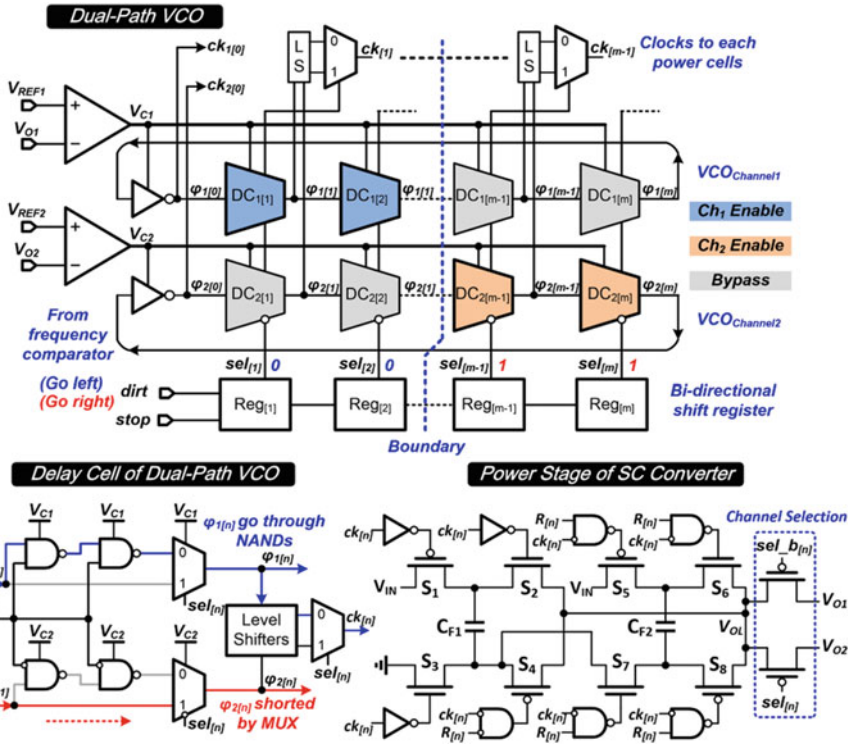 Dual-Path VCO
ck1[0]
ck2[0]
L
S
0
1
ck[1]
L
S
0
1
ck[m-1]
Clocks to each
power cells
VREF1
VO1
+
−
VC1
φ1[0]
DC1[1]
φ1[1]
DC1[2]
φ1[1]
DC1[m-1]
φ1[m-1]
DC1[m]
φ1[m]
VCOChannel1
Ch1 Enable
Ch2 Enable
Bypass
VREF2
VO2
+
−
VC2
φ2[0]
DC2[1]
φ2[1]
DC2[2]
φ2[1]
DC2[m-1]
φ2[m-1]
DC2[m]
φ2[m]
VCOChannel2
From
frequency
comparator
(Go left)
(Go right)
sel[1] 0
sel[2] 0
sel[m-1] 1
sel[m] 1
dirt
stop
Reg[1]
Reg[2]
Reg[m-1]
Reg[m]
Bi-directional
shift register
Boundary
Delay Cell of Dual-Path VCO
VC1
VC1
VC1
0
1
sel[n]
φ1[n] go through
NANDs
φ1[n]
Level
Shifters
0
1
ck[n]
sel[n]
VC2
VC2
VC2
0
1
sel[n]
φ2[n]
φ2[n] shorted
by MUX
Power Stage of SC Converter
ck[n]
ck[n]
R[n]
ck[n]
R[n]
ck[n]
Channel Selection
sel_b[n]
VIN
S1
S2
VIN
S5
S6
CF1
CF2
VOL
VO1
VO2
S3
S4
S7
S8
sel[n]
ck[n]
ck[n]
R[n]
ck[n]
R[n]
ck[n]
R[n]